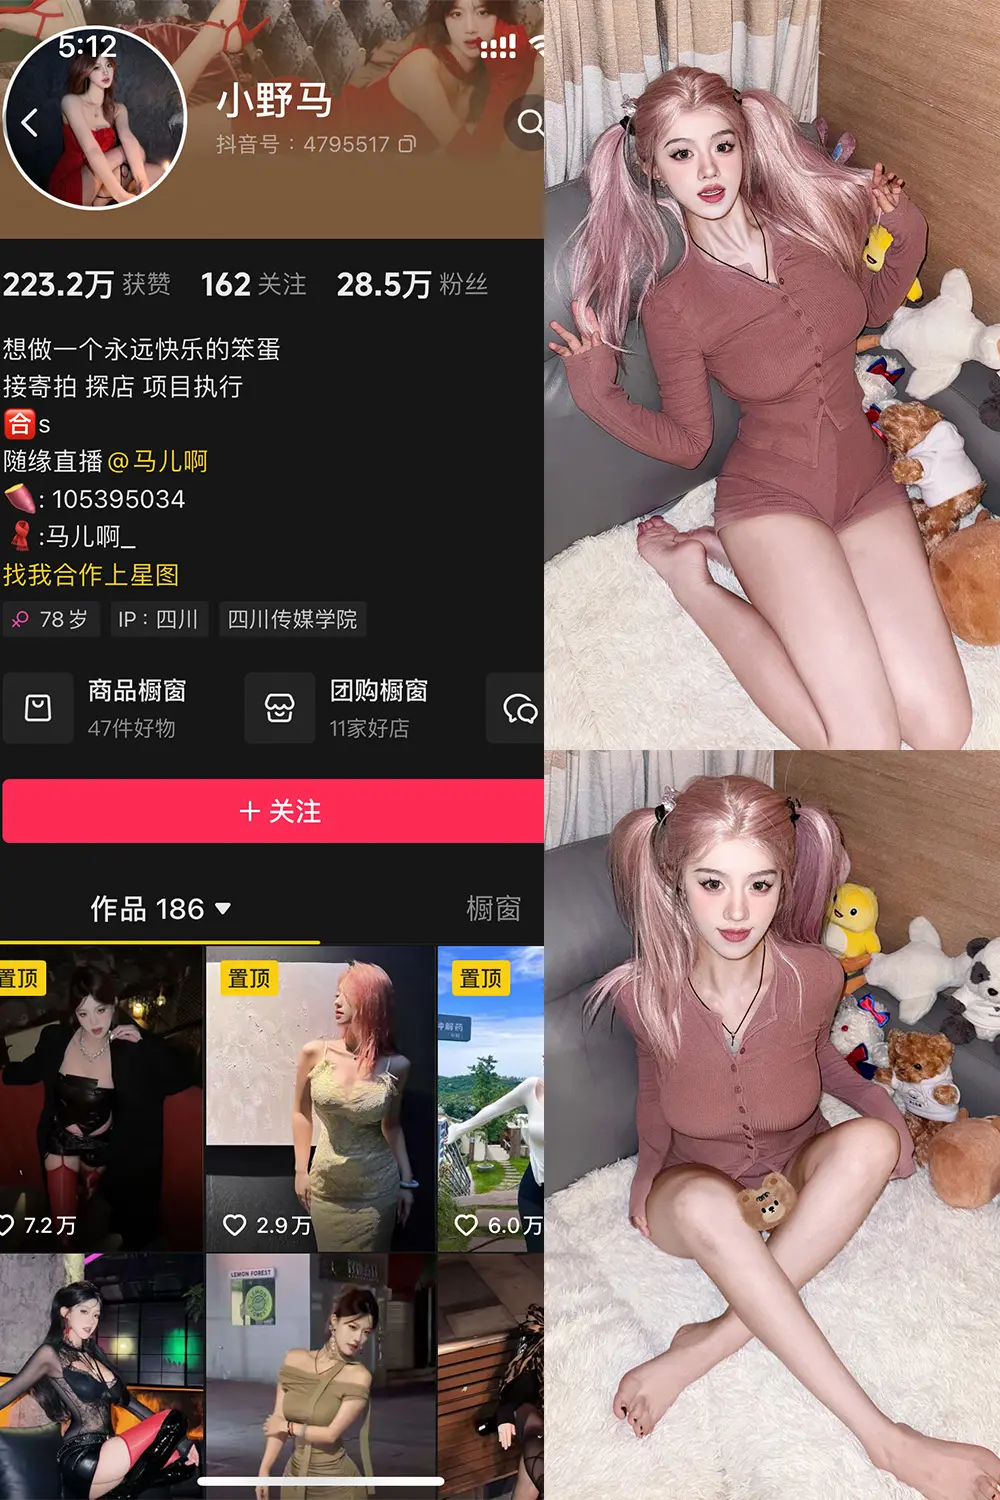 5:12
小野马
抖音号：4795517
223.2万 获赞 162 关注 28.5万 粉丝
想做一个永远快乐的笨蛋
接寄拍 探店 项目执行
合 s
随缘直播@马儿啊
: 105395034
:马儿啊_
找我合作上星图
78岁 IP：四川 四川传媒学院
商品橱窗
47件好物
团购橱窗
11家好店
+ 关注
作品 186 橱窗
置顶 置顶 置顶
7.2万 2.9万 6.0万
LEMON FOREST